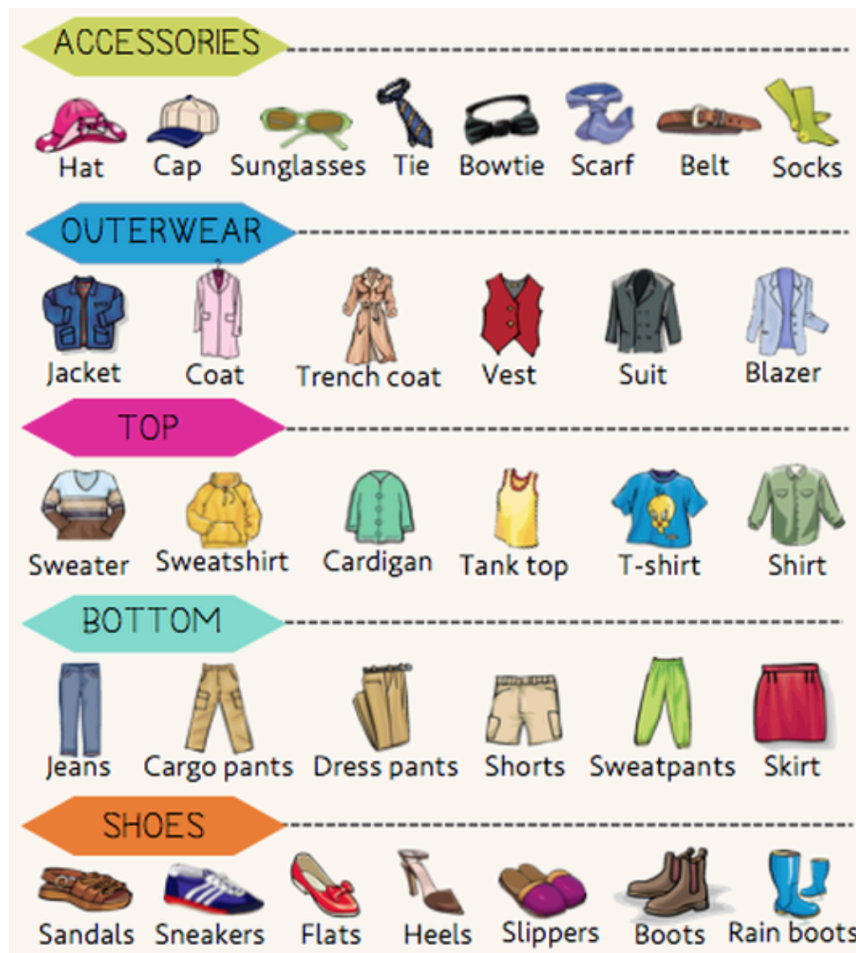 ACCESSORIES
Hat Cap Sunglasses Tie Bowtie Scarf Belt Socks
OUTERWEAR
Jacket Coat Trench coat Vest Suit Blazer
TOP
Sweater Sweatshirt Cardigan Tank top T-shirt Shirt
BOTTOM
Jeans Cargo pants Dress pants Shorts Sweatpants Skirt
SHOES
Sandals Sneakers Flats Heels Slippers Boots Rain boots